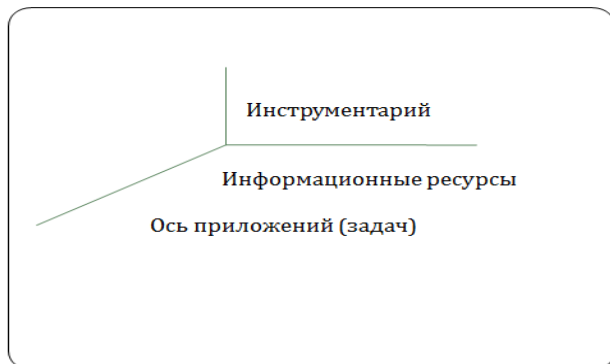 Инструментарий
Информационные ресурсы
Ось приложений (задач)